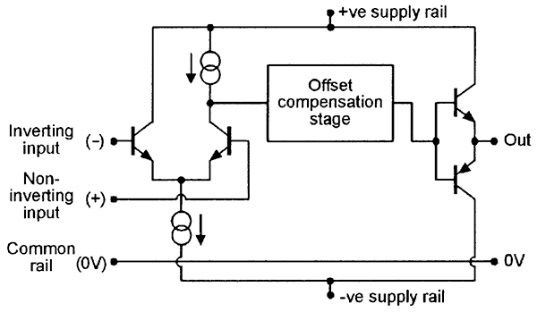 +ve supply rail
Offset
compensation
stage
Inverting
input
(–)
Out
Non-
inverting
input
(+)
Common
rail
(0V)
0V
-ve supply rail